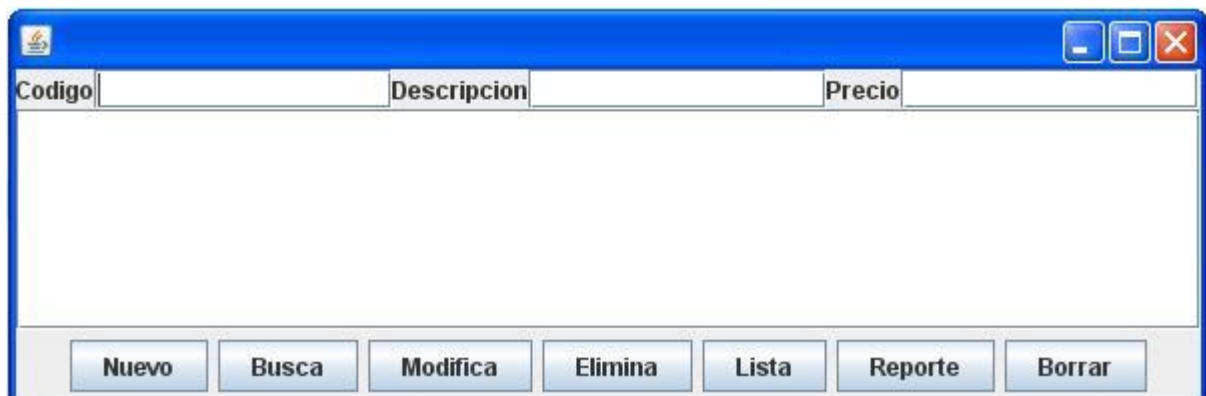 Codigo Descripcion Precio
Nuevo Busca Modifica Elimina Lista Reporte Borrar